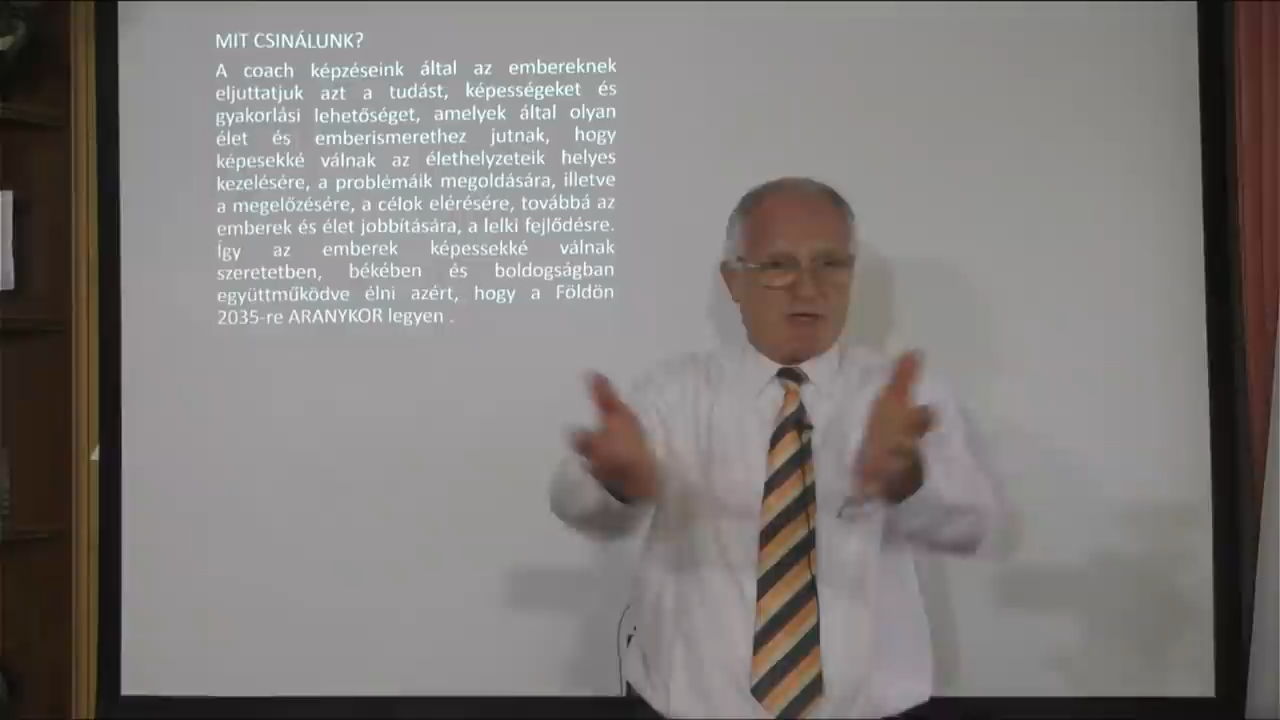 MIT CSINÁLUNK?
A coach képzéseink által az embereknek
eljuttatjuk azt a tudást, képességeket és
gyakorlási lehetőséget, amelyek által olyan
élet és emberismerethez jutnak, hogy
képesekké válnak az élethelyzeteik helyes
kezelésére, a problémáik megoldására, illetve
a megelőzésére, a célok elérésére, továbbá az
emberek és élet jobbítására, a lelki fejlődésre.
Így az emberek képessekké válnak
szeretetben, békében és boldogságban
együttműködve élni azért, hogy a Földön
2035-re ARANYKOR legyen .